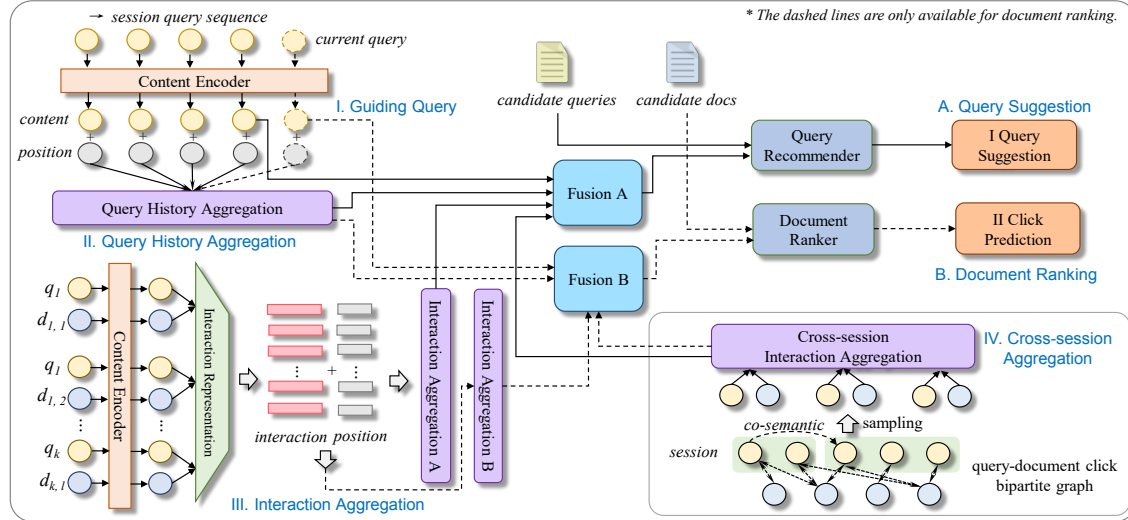 → session query sequence
* The dashed lines are only available for document ranking.
current query
Content Encoder
I. Guiding Query
content
+ + + + +
position
Query History Aggregation
II. Query History Aggregation
candidate queries
candidate docs
A. Query Suggestion
Query
Recommender
I Query
Suggestion
Fusion A
Document
Ranker
II Click
Prediction
B. Document Ranking
Fusion B
q1
d1, 1
q1
d1, 2
...
qk
dk, 1
Content Encoder
...
Interaction Representation
... + ...
interaction position
III. Interaction Aggregation
Interaction Aggregation A
Interaction Aggregation B
Cross-session
Interaction Aggregation
IV. Cross-session
Aggregation
co-semantic
sampling
session
query-document click
bipartite graph